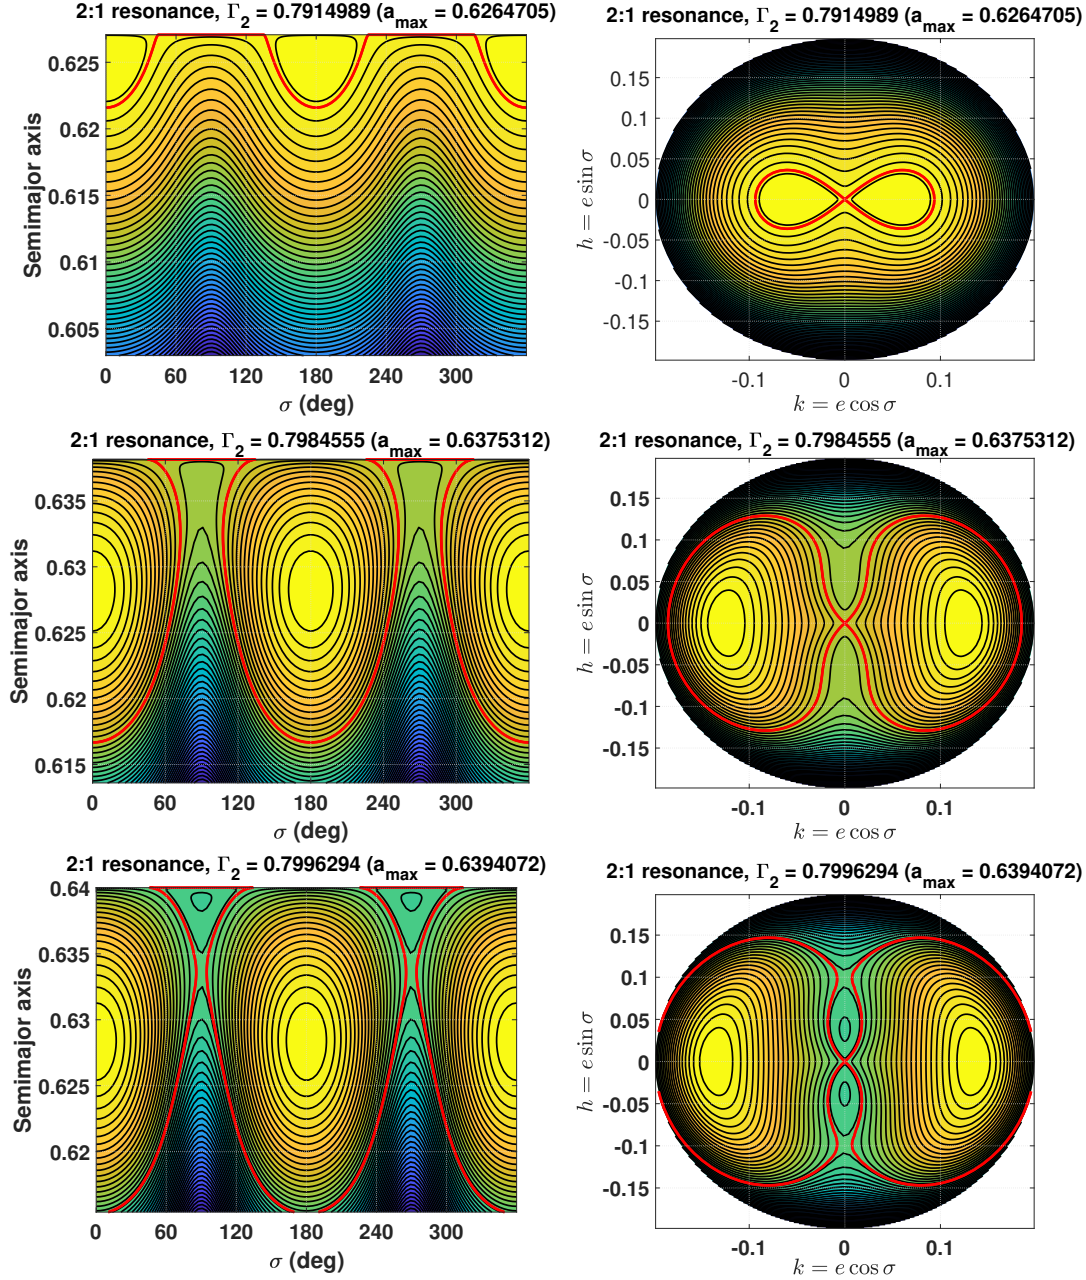 2:1 resonance, Γ₂ = 0.7914989 (a_max = 0.6264705)
Semimajor axis
0.625
0.62
0.615
0.61
0.605
0 60 120 180 240 300
σ (deg)
2:1 resonance, Γ₂ = 0.7914989 (a_max = 0.6264705)
h = e sin σ
0.15
0.1
0.05
0
-0.05
-0.1
-0.15
-0.1 0 0.1
k = e cos σ
2:1 resonance, Γ₂ = 0.7984555 (a_max = 0.6375312)
Semimajor axis
0.635
0.63
0.625
0.62
0.615
0 60 120 180 240 300
σ (deg)
2:1 resonance, Γ₂ = 0.7984555 (a_max = 0.6375312)
h = e sin σ
0.15
0.1
0.05
0
-0.05
-0.1
-0.15
-0.1 0 0.1
k = e cos σ
2:1 resonance, Γ₂ = 0.7996294 (a_max = 0.6394072)
Semimajor axis
0.64
0.635
0.63
0.625
0.62
0 60 120 180 240 300
σ (deg)
2:1 resonance, Γ₂ = 0.7996294 (a_max = 0.6394072)
h = e sin σ
0.15
0.1
0.05
0
-0.05
-0.1
-0.15
-0.1 0 0.1
k = e cos σ